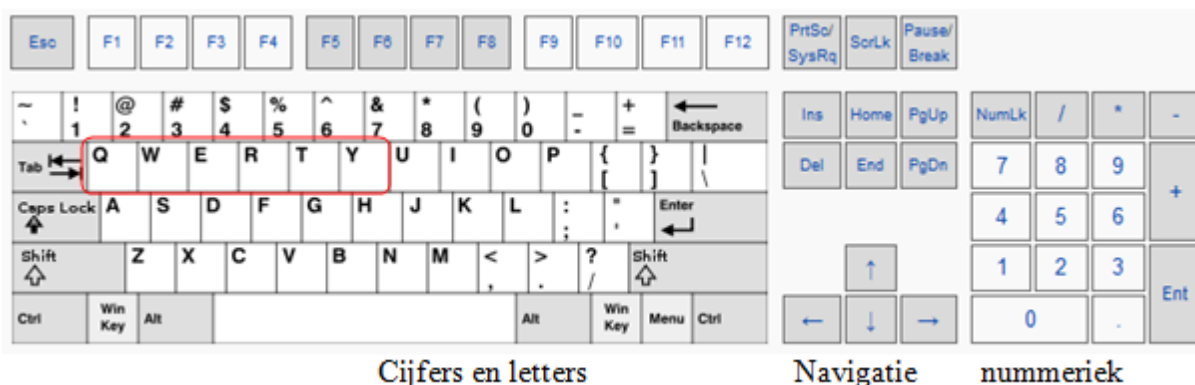 Esc F1 F2 F3 F4 F5 F6 F7 F8 F9 F10 F11 F12 PrtSc/ SysRq ScrLk Pause/ Break
~ ! @ # $ % ^ & * ( ) _ + Ins Home PgUp NumLk / * -
` 1 2 3 4 5 6 7 8 9 0 - = Backspace
Tab Q W E R T Y U I O P { } | Del End PgDn 7 8 9 +
[ ] \
Caps Lock A S D F G H J K L : " Enter 4 5 6
; '
Shift Z X C V B N M < > ? Shift ↑ 1 2 3 Ent
, . /
Ctrl Win Key Alt Alt Win Key Menu Ctrl ← ↓ → 0 .
Cijfers en letters Navigatie nummeriek